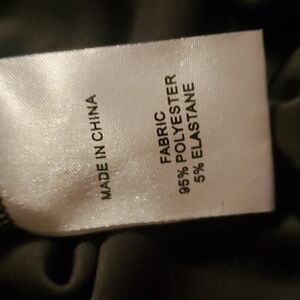 MADE IN CHINA
FABRIC
95% POLYESTER
5% ELASTANE